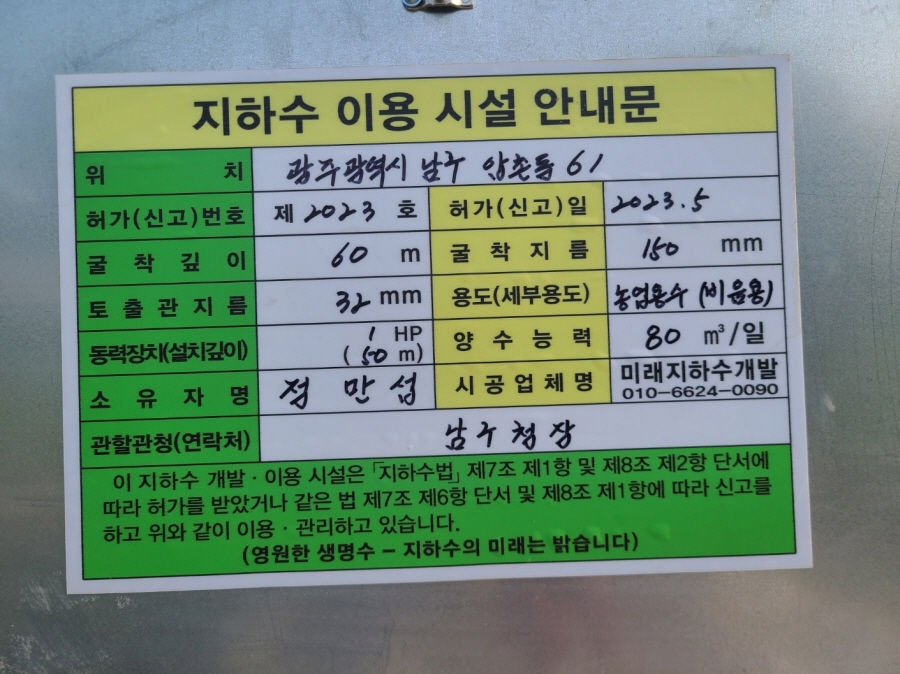 지하수 이용 시설 안내문
위 치 광주광역시 남구 양촌동 61
허가(신고)번호 제 2023 호 허가(신고)일 2023.5
굴착깊이 60 m 굴착지름 150 mm
토출관지름 32 mm 용도(세부용도) 농업용수 (비음용)
동력장치(설치깊이) 1 HP (50 m) 양수능력 80 ㎥/일
소유자명 정만섭 시공업체명 미래지하수개발 010-6624-0090
관할관청(연락처) 남구청장
이 지하수 개발·이용 시설은 「지하수법」 제7조 제1항 및 제8조 제2항 단서에
따라 허가를 받았거나 같은 법 제7조 제6항 단서 및 제8조 제1항에 따라 신고를
하고 위와 같이 이용·관리하고 있습니다.
(영원한 생명수 - 지하수의 미래는 밝습니다)